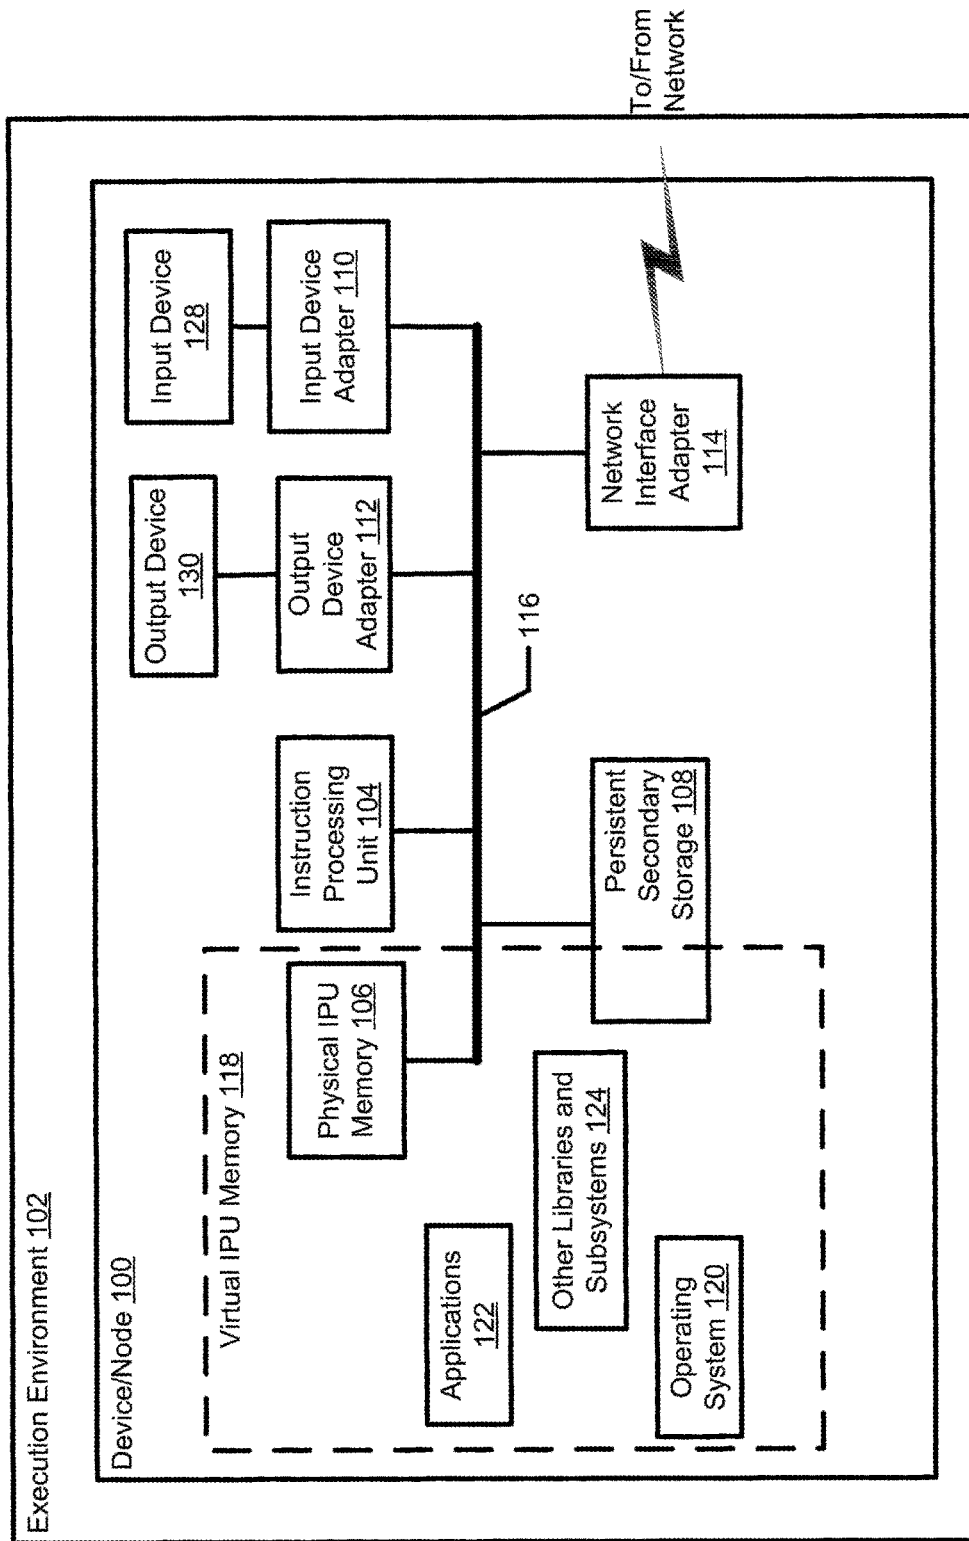 Execution Environment 102
Device/Node 100
Virtual IPU Memory 118
Physical IPU
Memory 106
Instruction
Processing
Unit 104
Output Device
130
Output
Device
Adapter 112
Input Device
128
Input Device
Adapter 110
Applications
122
Other Libraries and
Subsystems 124
Operating
System 120
Persistent
Secondary
Storage 108
116
Network
Interface
Adapter
114
To/From
Network